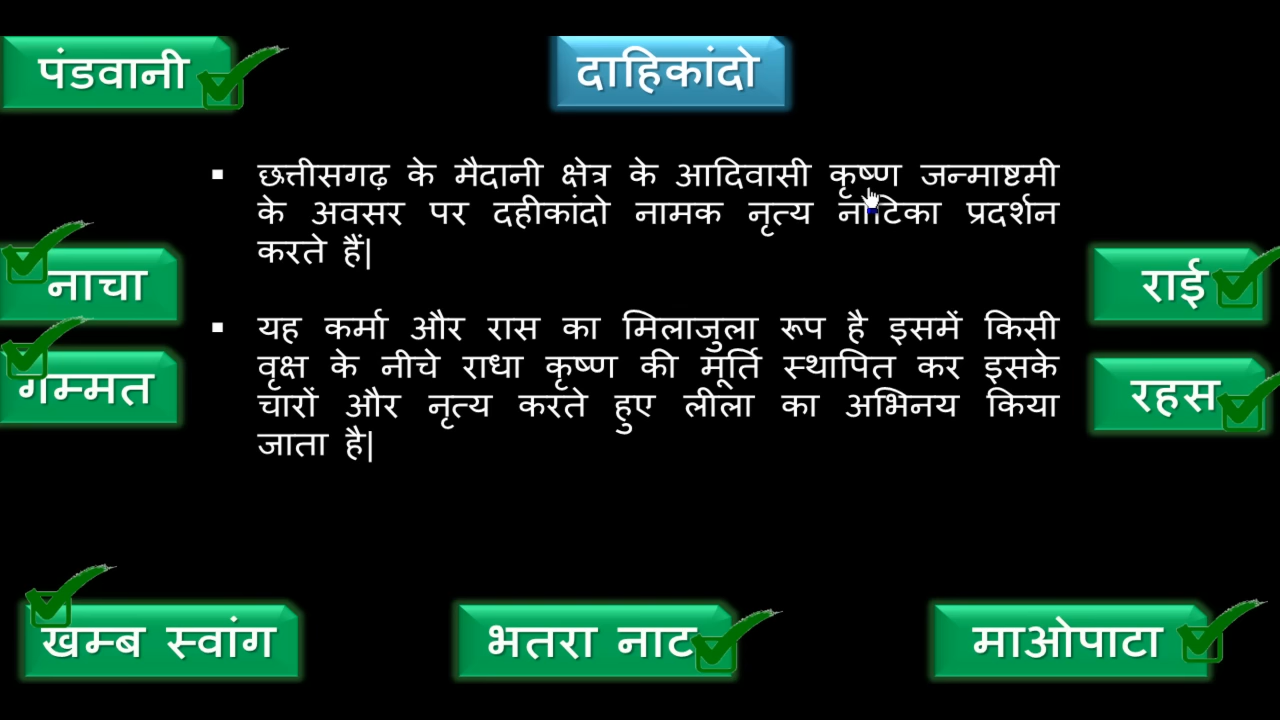 पंडवानी
दाहिकांदो
▪ छत्तीसगढ़ के मैदानी क्षेत्र के आदिवासी कृष्ण जन्माष्टमी
के अवसर पर दहीकांदो नामक नृत्य नाटिका प्रदर्शन
करते हैं|
▪ यह कर्मा और रास का मिलाजुला रूप है इसमें किसी
वृक्ष के नीचे राधा कृष्ण की मूर्ति स्थापित कर इसके
चारों और नृत्य करते हुए लीला का अभिनय किया
जाता है|
नाचा
गम्मत
राई
रहस
खम्ब स्वांग
भतरा नाट
माओपाटा